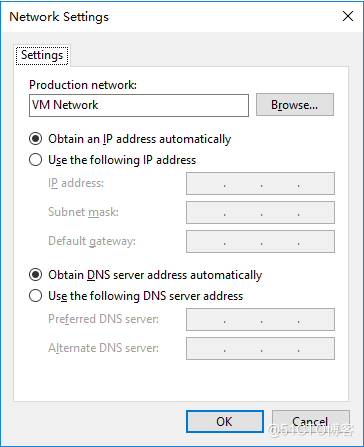 Network Settings
Settings
Production network:
VM Network
Browse...
Obtain an IP address automatically
Use the following IP address
IP address:
Subnet mask:
Default gateway:
Obtain DNS server address automatically
Use the following DNS server address
Preferred DNS server:
Alternate DNS server:
OK
Cancel
@51CTO博客